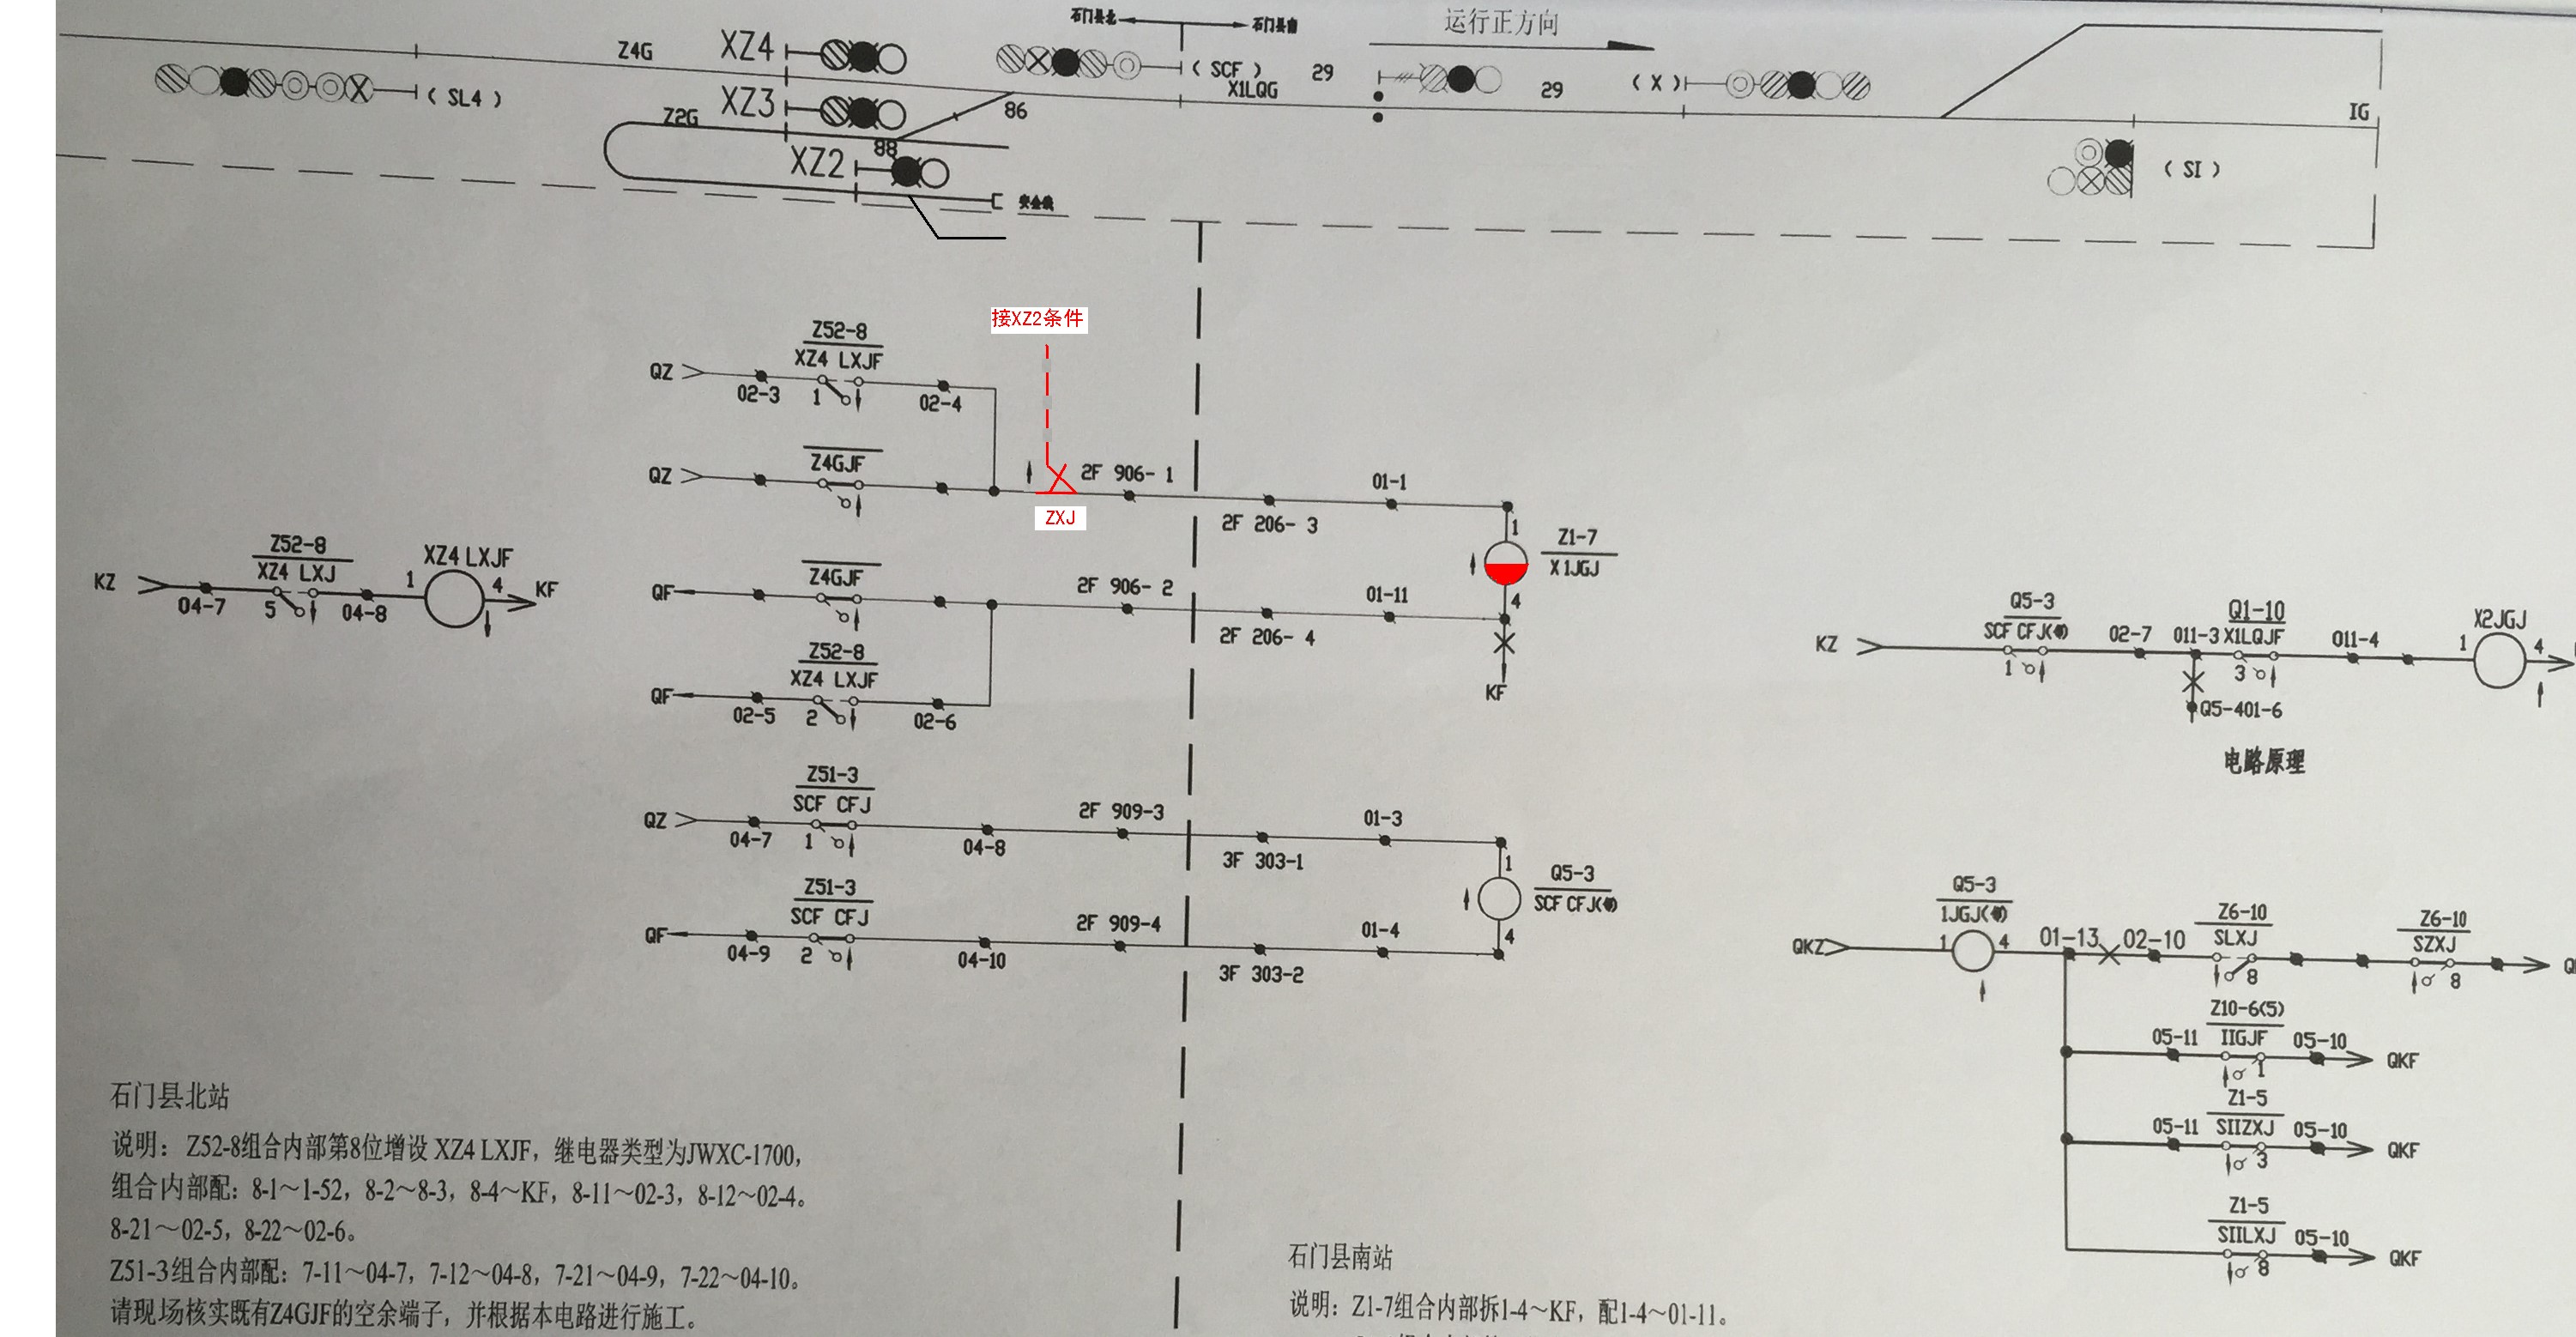 石门县北 石门县南
运行正方向
Z4G XZ4 ( SCF ) 29 ( X )
( SL4 ) X1LQG 29
XZ3 86 IG
Z2G
88
XZ2 ( SI )
安全线
接XZ2条件
Z52-8
XZ4 LXJF
QZ 02-3 1 02-4
Z4GJF
QZ 2F 906- 1 01-1
ZXJ 2F 206- 3
1 Z1-7
X1JGJ
4
KF
Z52-8 XZ4 LXJF
XZ4 LXJ
KZ 04-7 5 04-8 1 4 KF
Z4GJF
QF 2F 906- 2 01-11
2F 206- 4
Z52-8
XZ4 LXJF
QF 02-5 2 02-6
Q5-3 Q1-10 X2JGJ
SCF CFJ 02-7 011-3 X1LQJF 011-4
KZ 1 3 1 4
Q5-401-6
电路原理
Z51-3
SCF CFJ 2F 909-3 01-3
QZ 04-7 1 04-8 3F 303-1
1 Q5-3
SCF CFJ
4
Z51-3
SCF CFJ 2F 909-4 01-4
QF 04-9 2 04-10 3F 303-2
Q5-3 Z6-10 Z6-10
1JGJ 01-13 02-10 SLXJ SZXJ
QKZ 1 4 8 8
Z10-6(5)
05-11 IIGJF 05-10
1 QKF
Z1-5
05-11 SIIZXJ 05-10
3 QKF
Z1-5
SIILXJ 05-10
8 QKF
石门县北站
说明：Z52-8组合内部第8位增设 XZ4 LXJF，继电器类型为JWXC-1700，
组合内部配：8-1～1-52，8-2～8-3，8-4～KF，8-11～02-3，8-12～02-4。
8-21～02-5，8-22～02-6。
Z51-3组合内部配：7-11～04-7，7-12～04-8，7-21～04-9，7-22～04-10。
请现场核实既有Z4GJF的空余端子，并根据本电路进行施工。
石门县南站
说明：Z1-7组合内部拆1-4～KF，配1-4～01-11。